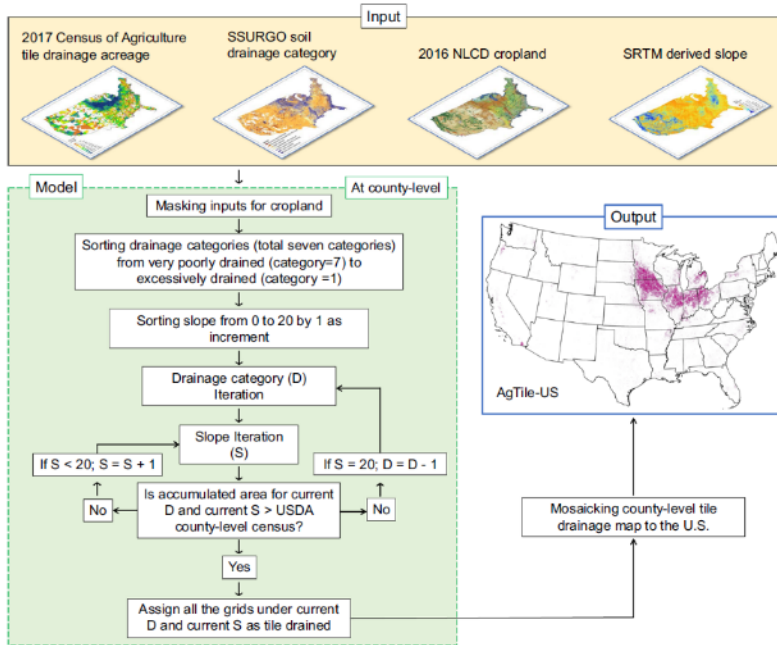 Input
2017 Census of Agriculture
tile drainage acreage
SSURGO soil
drainage category
2016 NLCD cropland
SRTM derived slope
Model
At county-level
Masking inputs for cropland
Sorting drainage categories (total seven categories)
from very poorly drained (category=7) to
excessively drained (category =1)
Sorting slope from 0 to 20 by 1 as
increment
Drainage category (D)
Iteration
Slope Iteration
(S)
If S < 20; S = S + 1
If S = 20; D = D - 1
Is accumulated area for current
D and current S > USDA
county-level census?
No
No
Yes
Assign all the grids under current
D and current S as tile drained
Output
AgTile-US
Mosaicking county-level tile
drainage map to the U.S.